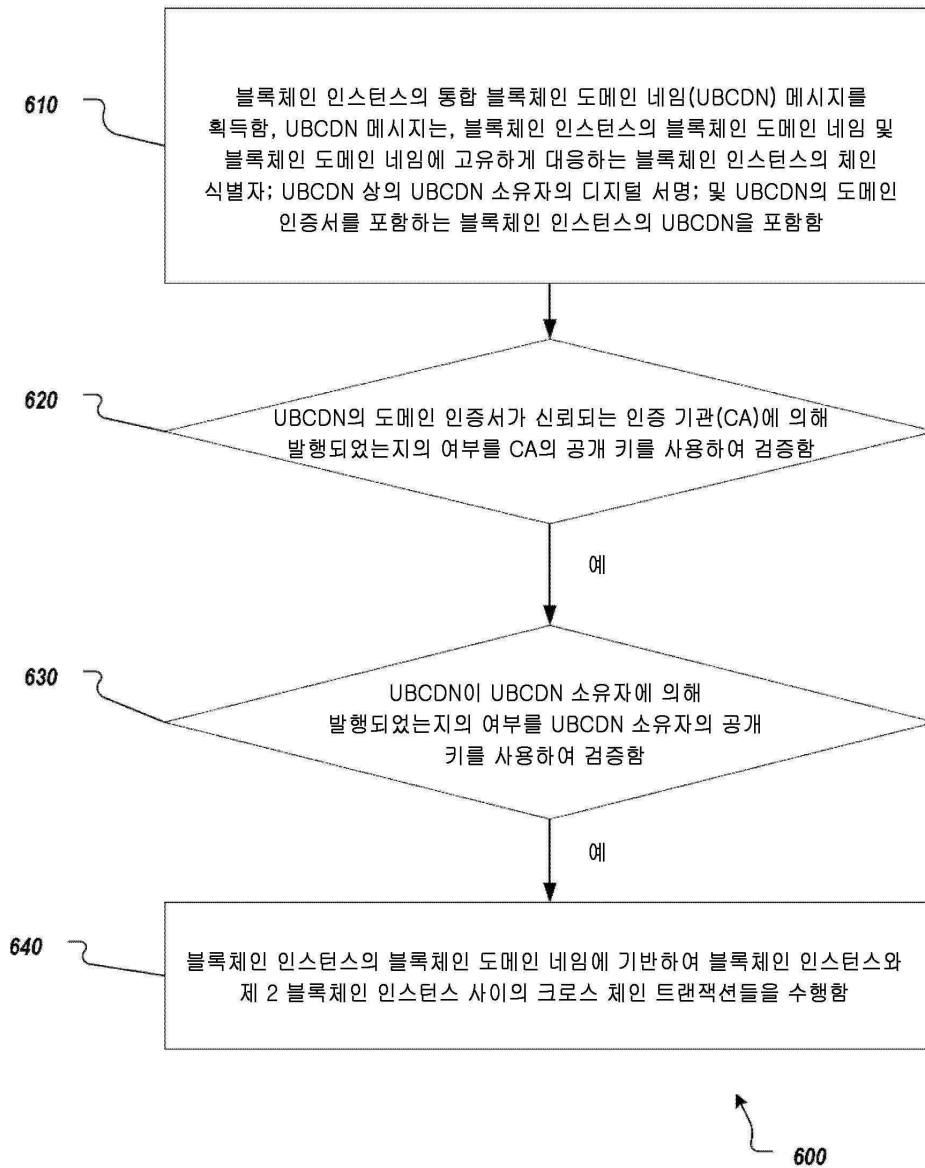 610
블록체인 인스턴스의 통합 블록체인 도메인 네임(UBCDN) 메시지를
획득함, UBCDN 메시지는, 블록체인 인스턴스의 블록체인 도메인 네임 및
블록체인 도메인 네임에 고유하게 대응하는 블록체인 인스턴스의 체인
식별자; UBCDN 상의 UBCDN 소유자의 디지털 서명; 및 UBCDN의 도메인
인증서를 포함하는 블록체인 인스턴스의 UBCDN을 포함함
620
UBCDN의 도메인 인증서가 신뢰되는 인증 기관(CA)에 의해
발행되었는지의 여부를 CA의 공개 키를 사용하여 검증함
예
630
UBCDN이 UBCDN 소유자에 의해
발행되었는지의 여부를 UBCDN 소유자의 공개
키를 사용하여 검증함
예
640
블록체인 인스턴스의 블록체인 도메인 네임에 기반하여 블록체인 인스턴스와
제 2 블록체인 인스턴스 사이의 크로스 체인 트랜잭션들을 수행함
600